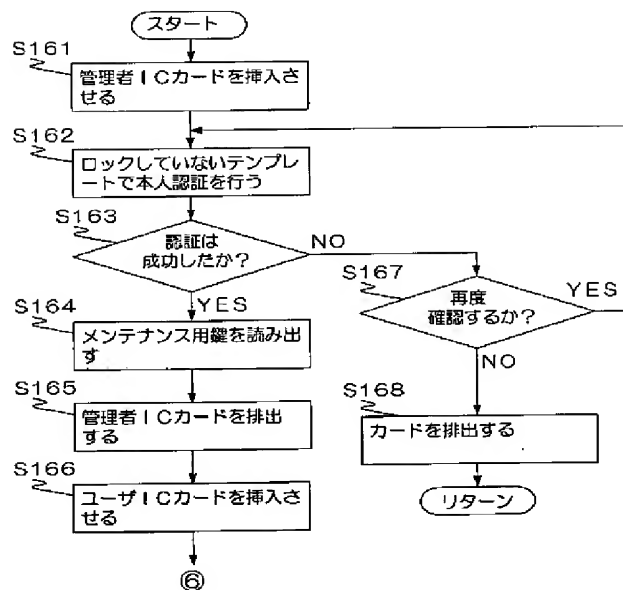 スタート
S161
管理者ICカードを挿入さ
せる
S162
ロックしていないテンプレ
ートで本人認証を行う
S163
認証は
成功したか?
NO
YES
S167
再度
確認するか?
YES
NO
S164
メンテナンス用鍵を読み出
す
S165
管理者ICカードを排出
する
S168
カードを排出する
S166
ユーザICカードを挿入さ
せる
リターン
⑥